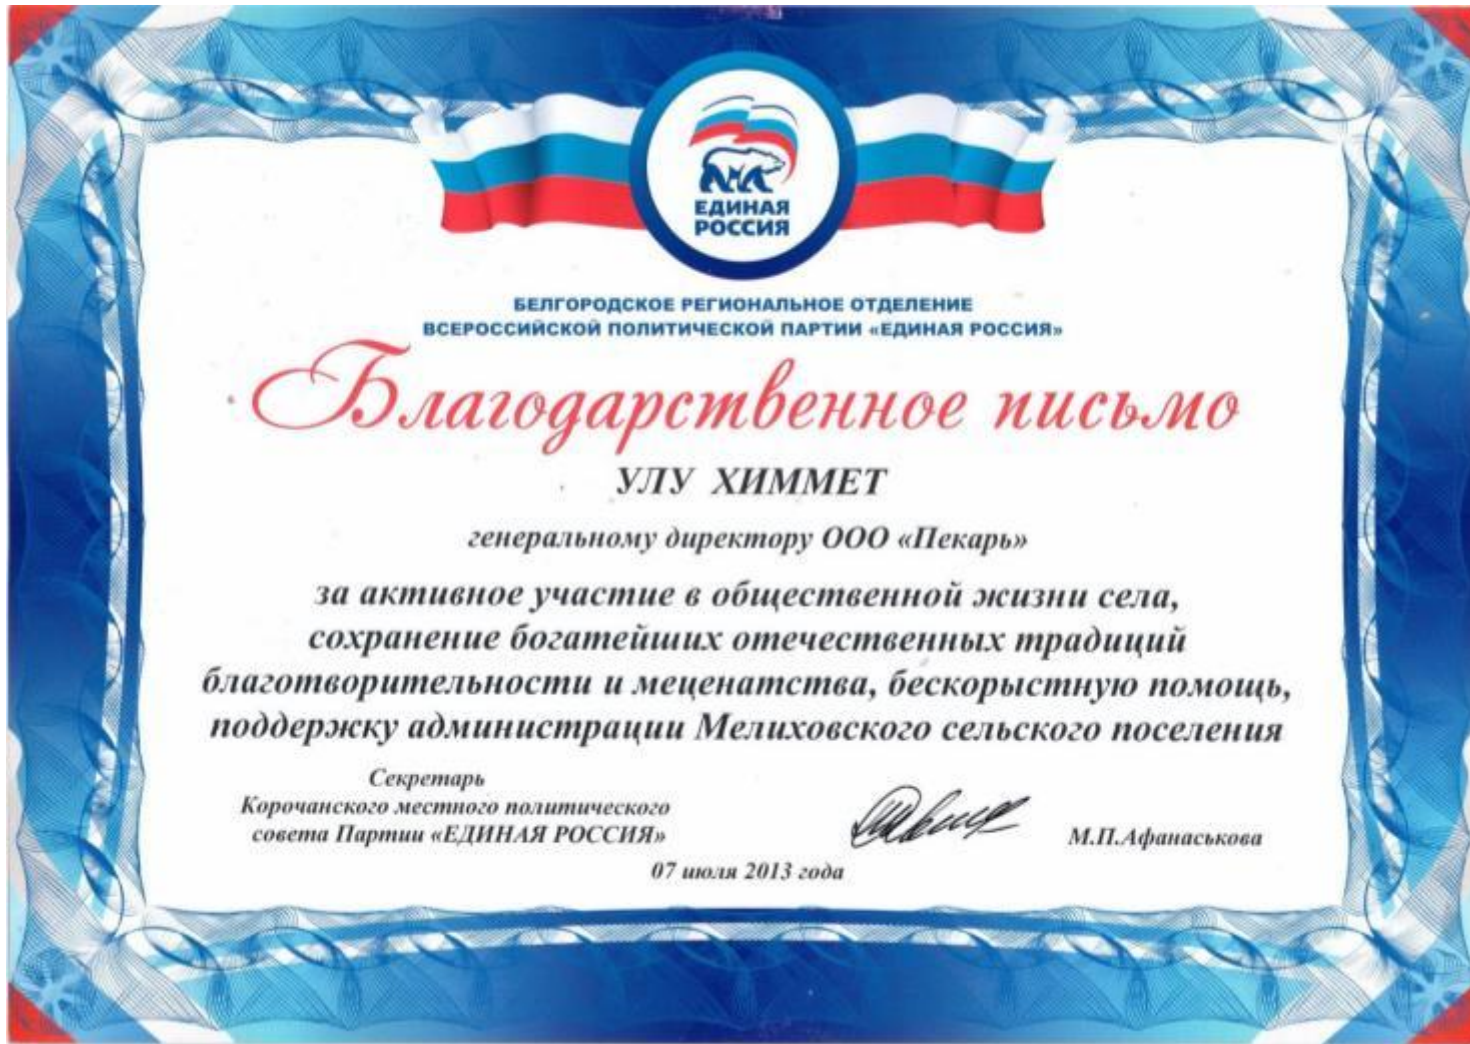 ЕДИНАЯ
РОССИЯ
БЕЛГОРОДСКОЕ РЕГИОНАЛЬНОЕ ОТДЕЛЕНИЕ
ВСЕРОССИЙСКОЙ ПОЛИТИЧЕСКОЙ ПАРТИИ «ЕДИНАЯ РОССИЯ»
Благодарственное письмо
УЛУ ХИММЕТ
генеральному директору ООО «Пекарь»
за активное участие в общественной жизни села,
сохранение богатейших отечественных традиций
благотворительности и меценатства, бескорыстную помощь,
поддержку администрации Мелиховского сельского поселения
Секретарь
Корочанского местного политического
совета Партии «ЕДИНАЯ РОССИЯ»
М.П.Афанаськова
07 июля 2013 года